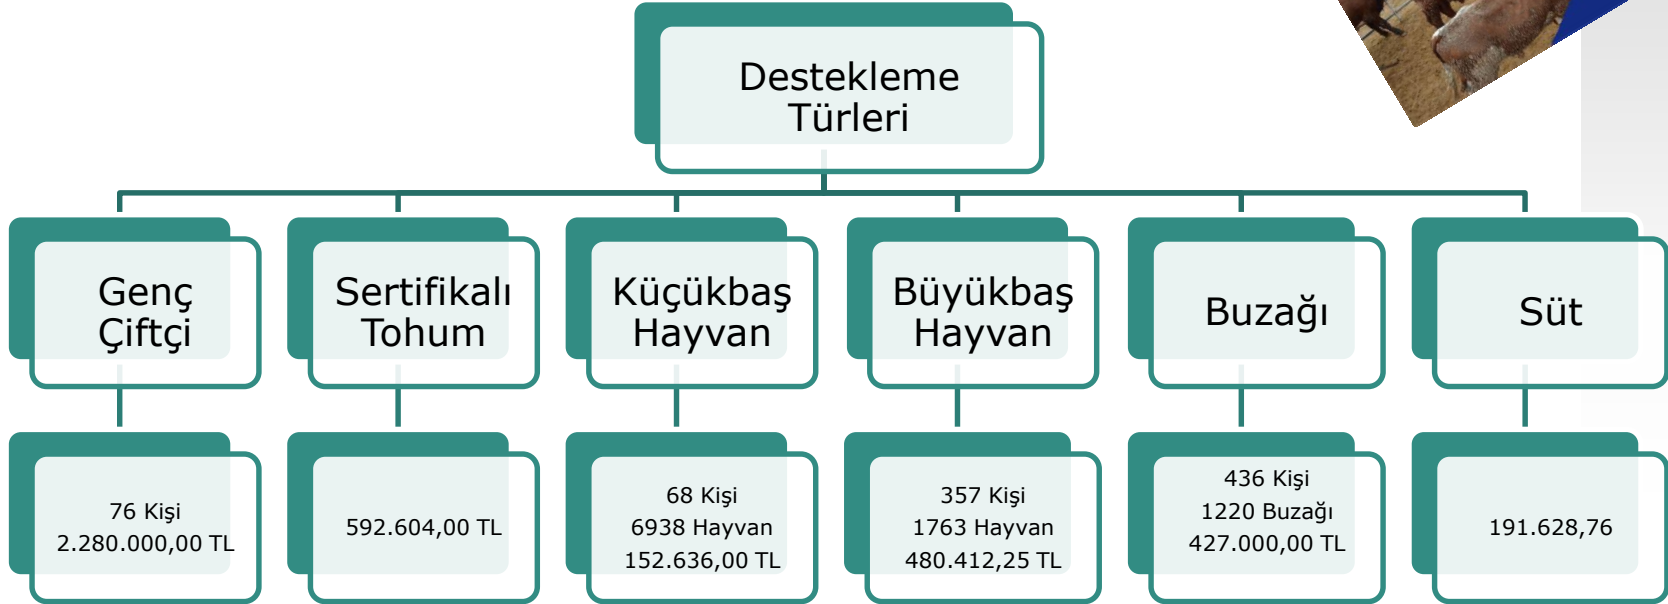 Destekleme
Türleri
Genç
Çiftçi
Sertifikalı
Tohum
Küçükbaş
Hayvan
Büyükbaş
Hayvan
Buzağı
Süt
76 Kişi
2.280.000,00 TL
592.604,00 TL
68 Kişi
6938 Hayvan
152.636,00 TL
357 Kişi
1763 Hayvan
480.412,25 TL
436 Kişi
1220 Buzağı
427.000,00 TL
191.628,76